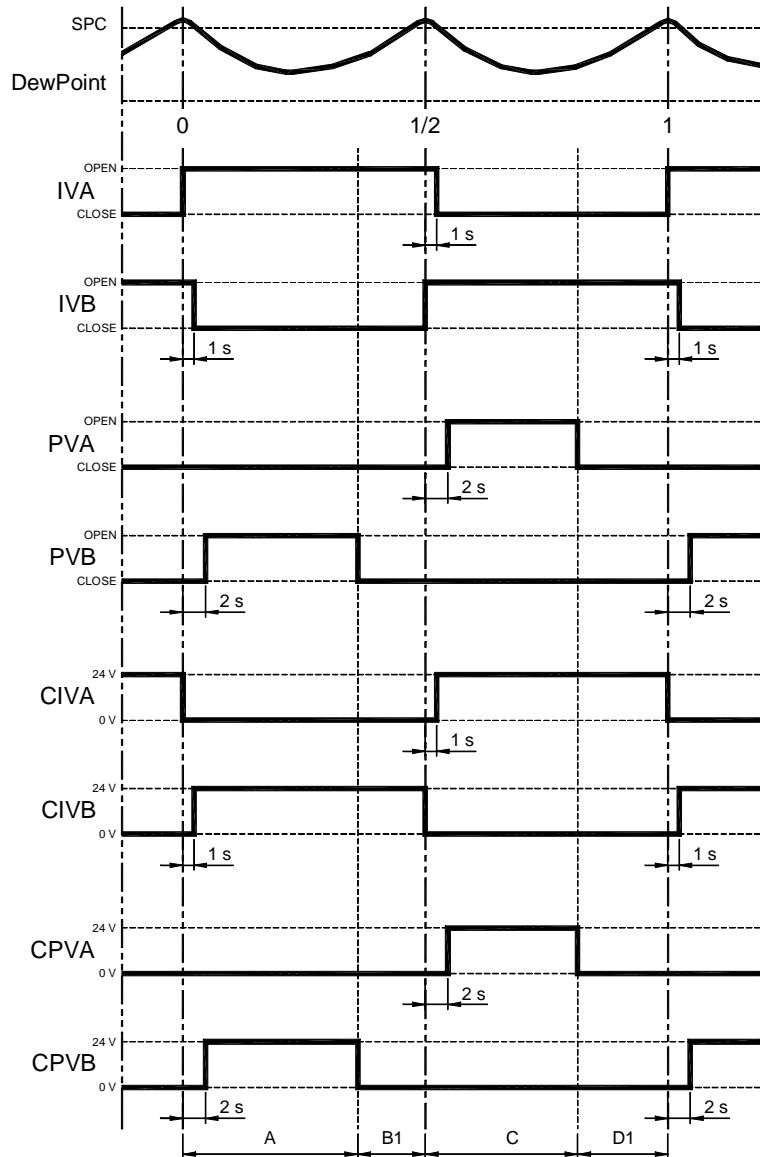 SPC
DewPoint
0 1/2 1
OPEN
IVA
CLOSE
1 s
OPEN
IVB
CLOSE
1 s 1 s
OPEN
PVA
CLOSE
2 s
OPEN
PVB
CLOSE
2 s 2 s
24 V
CIVA
0 V
1 s
24 V
CIVB
0 V
1 s 1 s
24 V
CPVA
0 V
2 s
24 V
CPVB
0 V
2 s 2 s
A B1 C D1